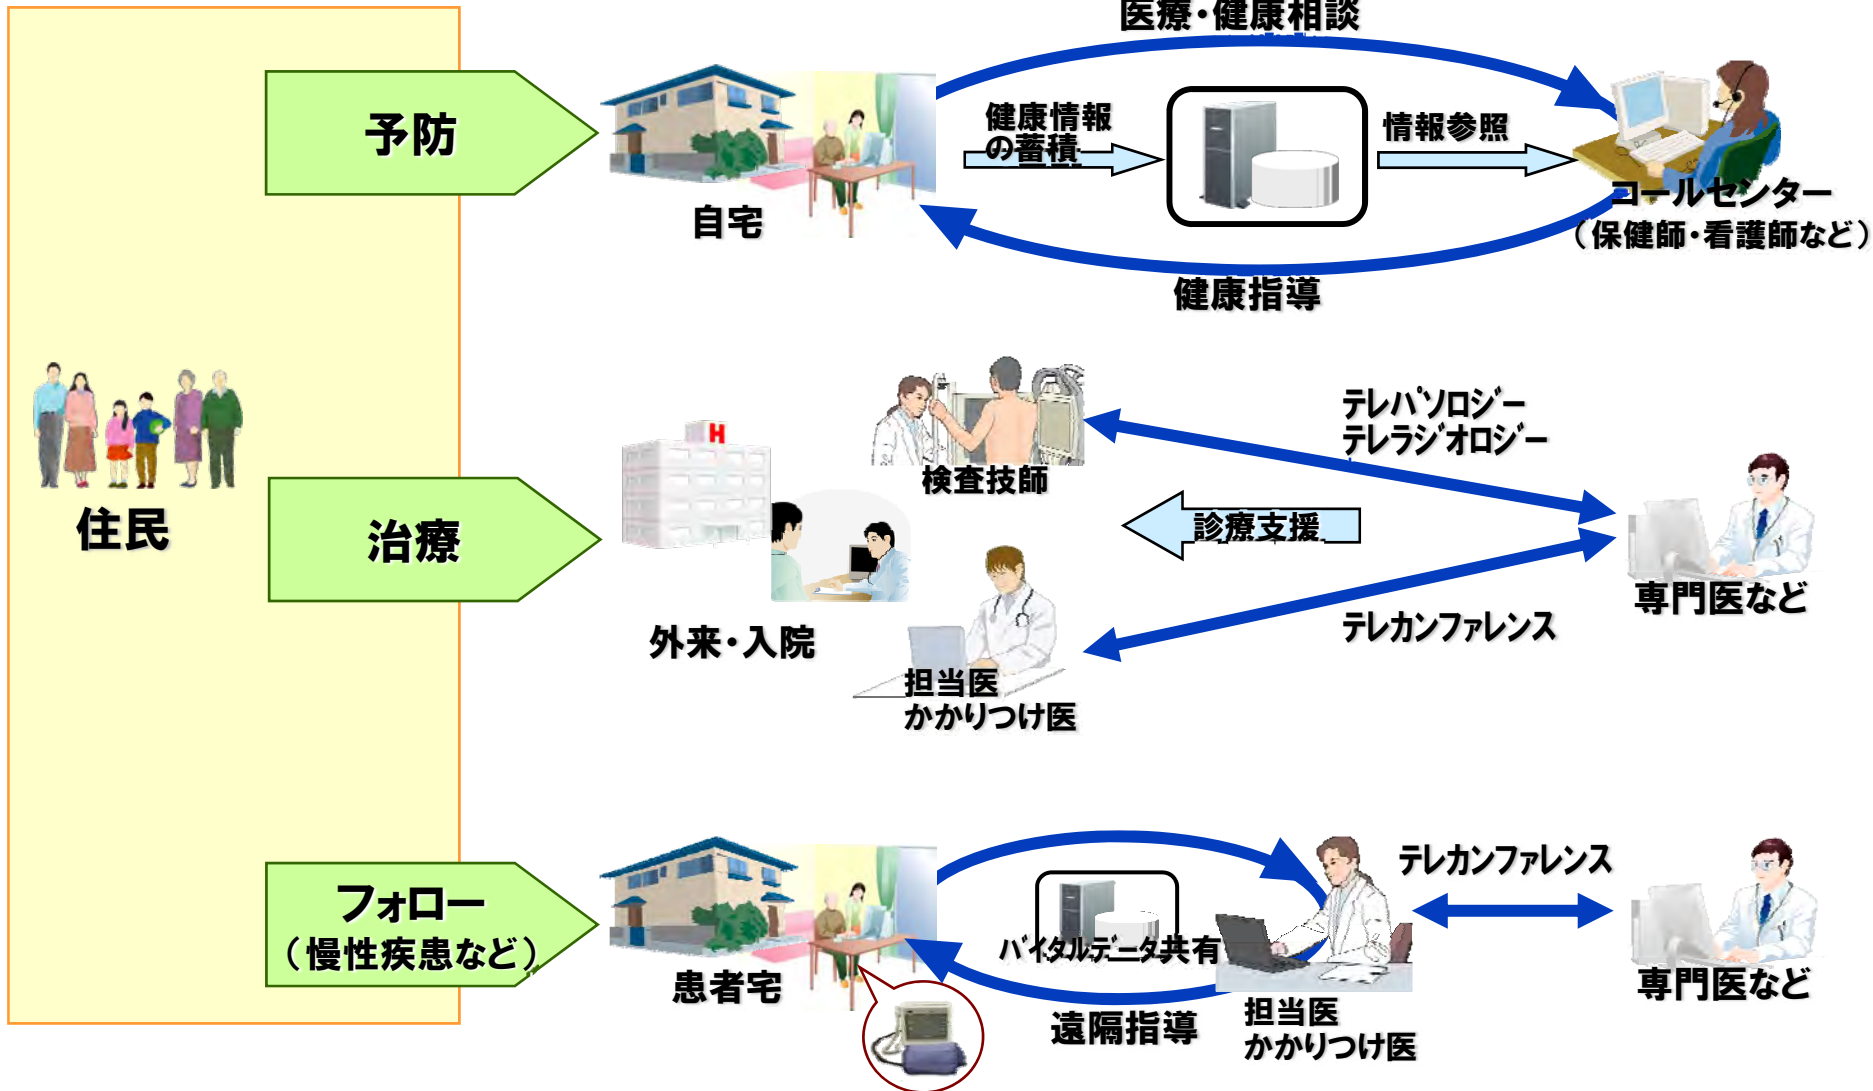 医療・健康相談
予防
健康情報
の蓄積
情報参照
自宅
コールセンター
（保健師・看護師など）
健康指導
住民
治療
H
検査技師
テレパソロジー
テレラジオロジー
診療支援
専門医など
外来・入院
テレカンファレンス
担当医
かかりつけ医
フォロー
（慢性疾患など）
テレカンファレンス
バイタルデータ共有
患者宅
専門医など
遠隔指導
担当医
かかりつけ医